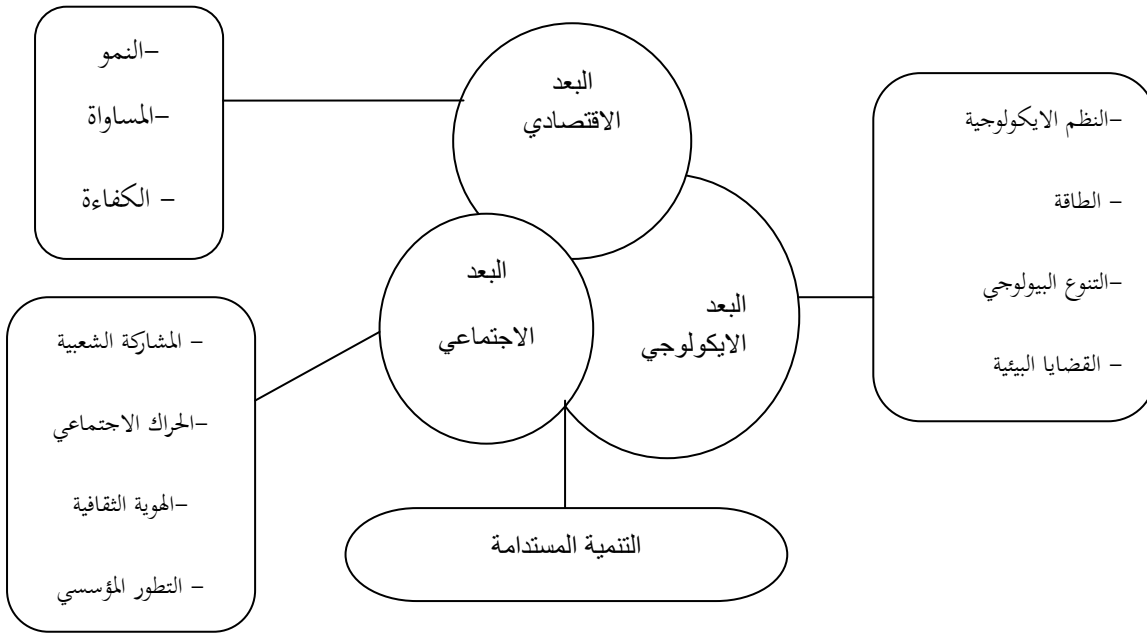 -النمو
-المساواة
- الكفاءة
البعد
الاقتصادي
-النظم الايكولوجية
- الطاقة
-التنوع البيولوجي
- القضايا البيئية
البعد
الاجتماعي
البعد
الايكولوجي
- المشاركة الشعبية
-الحراك الاجتماعي
-الهوية الثقافية
- التطور المؤسسي
التنمية المستدامة